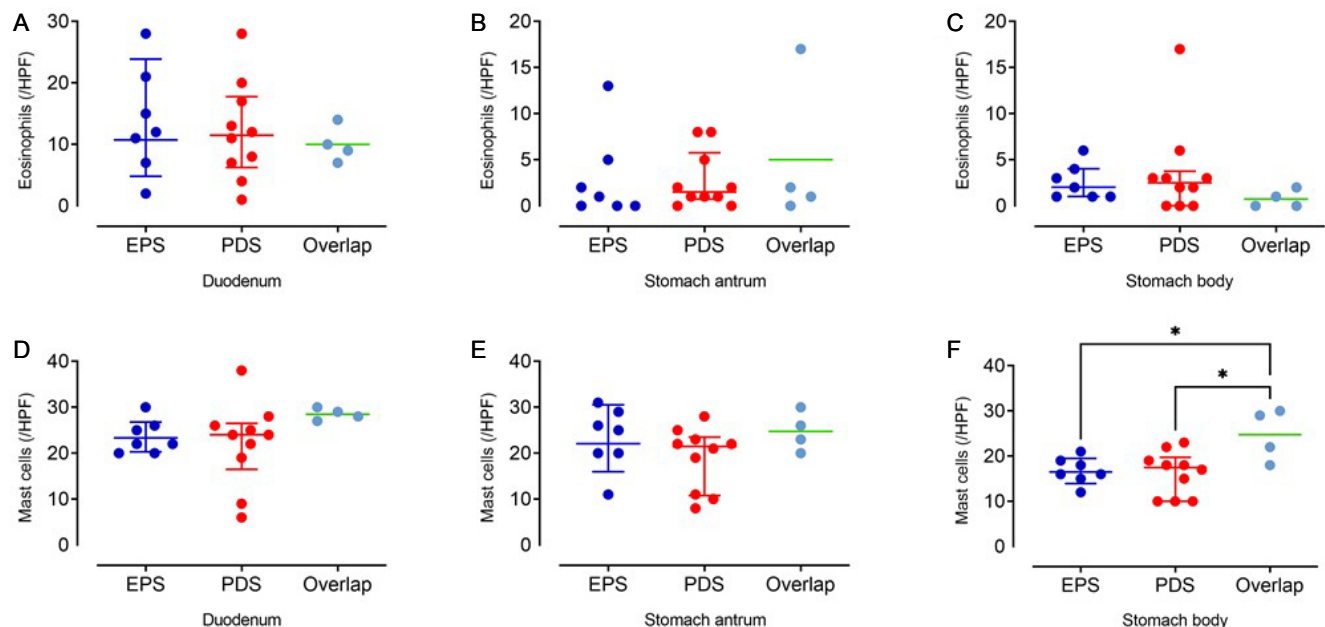 A
Eosinophils (/HPF)
30
20
10
0
EPS PDS Overlap
Duodenum
B
Eosinophils (/HPF)
20
15
10
5
0
EPS PDS Overlap
Stomach antrum
C
Eosinophils (/HPF)
20
15
10
5
0
EPS PDS Overlap
Stomach body
D
Mast cells (/HPF)
40
30
20
10
0
EPS PDS Overlap
Duodenum
E
Mast cells (/HPF)
40
30
20
10
0
EPS PDS Overlap
Stomach antrum
F
*
*
Mast cells (/HPF)
40
30
20
10
0
EPS PDS Overlap
Stomach body